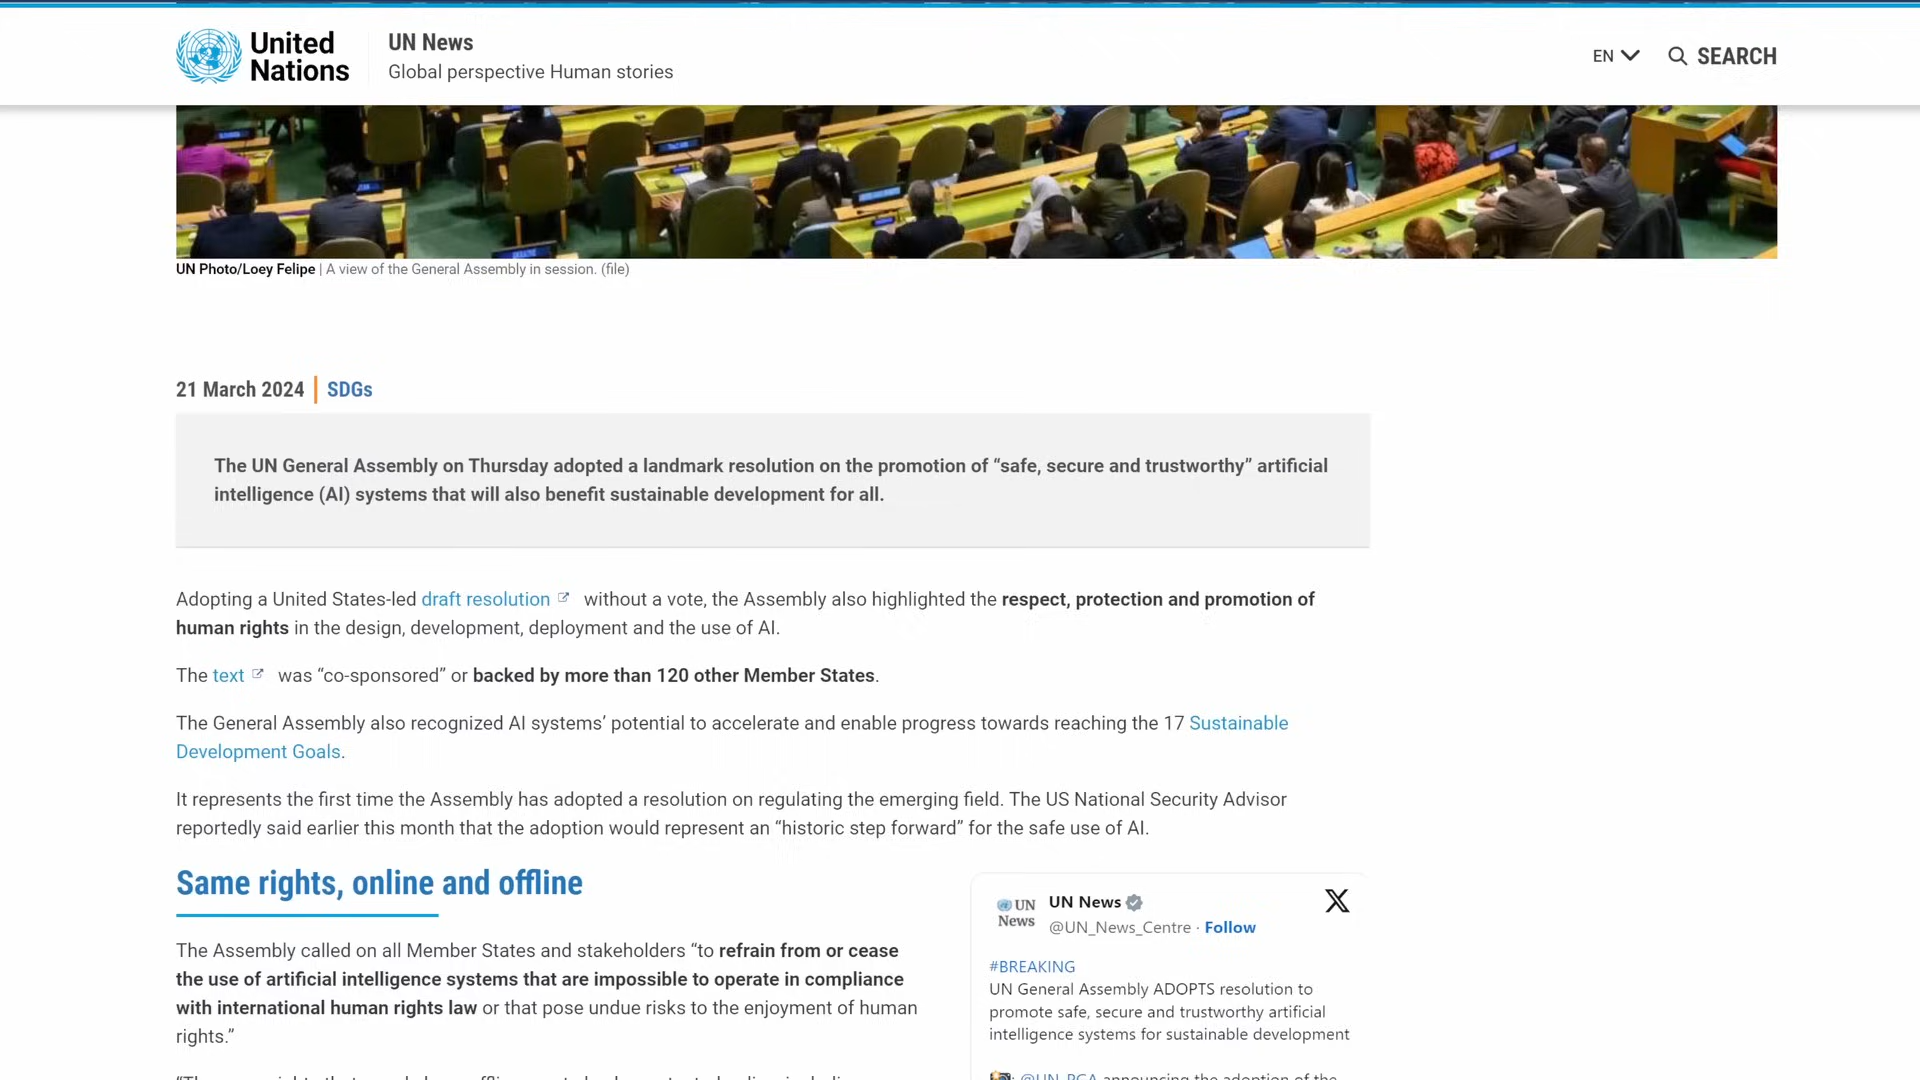 United
Nations
UN News
Global perspective Human stories
EN
SEARCH
UN Photo/Loey Felipe | A view of the General Assembly in session. (file)
21 March 2024 | SDGs
The UN General Assembly on Thursday adopted a landmark resolution on the promotion of “safe, secure and trustworthy” artificial
intelligence (AI) systems that will also benefit sustainable development for all.
Adopting a United States-led draft resolution without a vote, the Assembly also highlighted the respect, protection and promotion of
human rights in the design, development, deployment and the use of AI.
The text was “co-sponsored” or backed by more than 120 other Member States.
The General Assembly also recognized AI systems’ potential to accelerate and enable progress towards reaching the 17 Sustainable
Development Goals.
It represents the first time the Assembly has adopted a resolution on regulating the emerging field. The US National Security Advisor
reportedly said earlier this month that the adoption would represent an “historic step forward” for the safe use of AI.
Same rights, online and offline
The Assembly called on all Member States and stakeholders “to refrain from or cease
the use of artificial intelligence systems that are impossible to operate in compliance
with international human rights law or that pose undue risks to the enjoyment of human
rights.”
UN News
UN
News
@UN_News_Centre · Follow
#BREAKING
UN General Assembly ADOPTS resolution to
promote safe, secure and trustworthy artificial
intelligence systems for sustainable development
@UN_PGA announcing the adoption of the